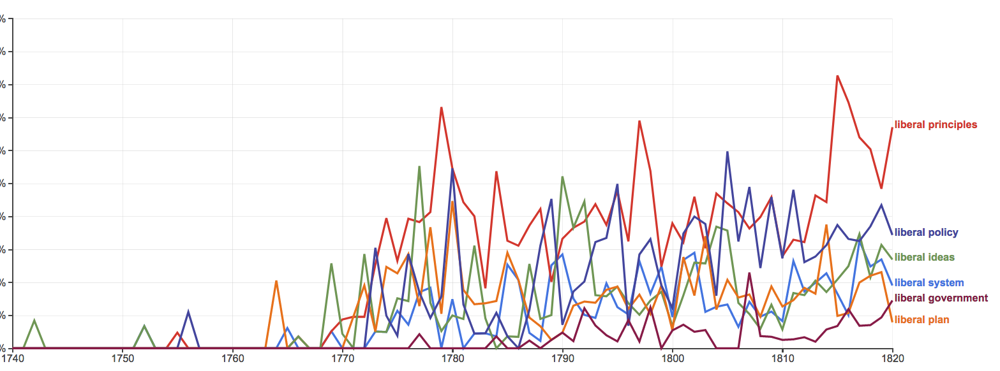 %
%
%
%
%
%
%
%
%
%
%
liberal principles
liberal policy
liberal ideas
liberal system
liberal government
liberal plan
1740 1750 1760 1770 1780 1790 1800 1810 1820